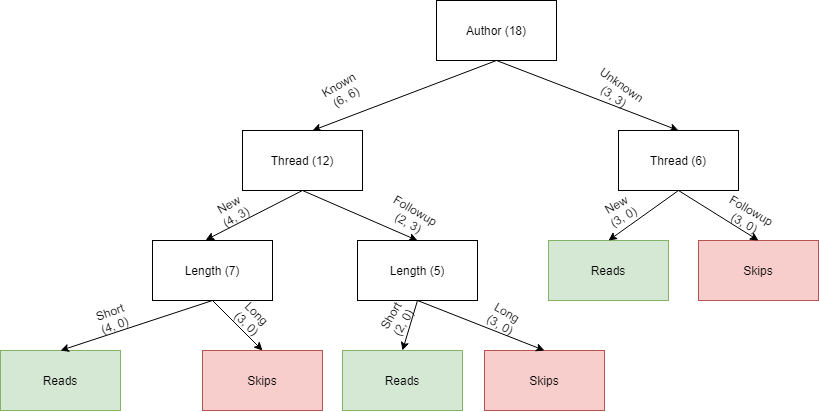 Author (18)
Known
(6, 6)
Unknown
(3, 3)
Thread (12)
Thread (6)
New
(4, 3)
Followup
(2, 3)
New
(3, 0)
Followup
(3, 0)
Length (7)
Length (5)
Reads
Skips
Short
(4, 0)
Long
(3, 0)
Short
(2, 0)
Long
(3, 0)
Reads
Skips
Reads
Skips